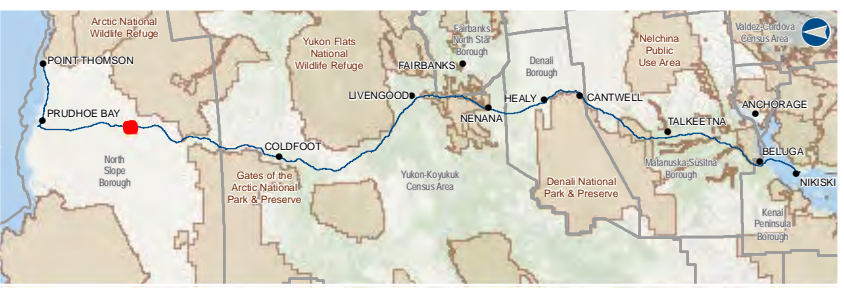 Arctic National
Wildlife Refuge
Yukon Flats
National
Wildlife Refuge
Fairbanks
North Star
Borough
Denali
Borough
Nelchina
Public
Use Area
Valdez-Cordova
Census Area
POINT THOMSON
FAIRBANKS
LIVENGOOD
HEALY
CANTWELL
ANCHORAGE
PRUDHOE BAY
NENANA
TALKEETNA
COLDFOOT
BELUGA
NIKISKI
North
Slope
Borough
Gates of the
Arctic National
Park & Preserve
Yukon-Koyukuk
Census Area
Denali National
Park & Preserve
Matanuska-Susitna
Borough
Kenai
Peninsula
Borough